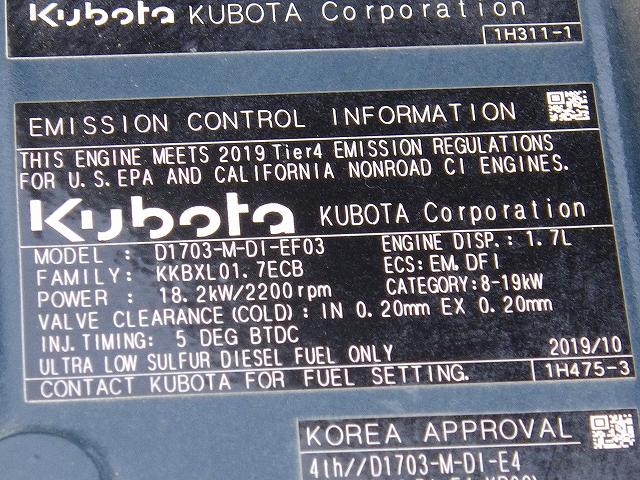 Kubota KUBOTA Corporation
1H311-1
EMISSION CONTROL INFORMATION
THIS ENGINE MEETS 2019 Tier4 EMISSION REGULATIONS
FOR U.S.EPA AND CALIFORNIA NONROAD CI ENGINES.
Kubota KUBOTA Corporation
MODEL : D1703-M-DI-EF03 ENGINE DISP.: 1.7L
FAMILY: KKBXL01.7ECB ECS: EM,DFI
POWER : 18.2kW/2200rpm CATEGORY: 8-19kW
VALVE CLEARANCE (COLD): IN 0.20mm EX 0.20mm
INJ.TIMING: 5 DEG BTDC
ULTRA LOW SULFUR DIESEL FUEL ONLY 2019/10
CONTACT KUBOTA FOR FUEL SETTING. 1H475-3
KOREA APPROVAL
4th//D1703-M-DI-E4